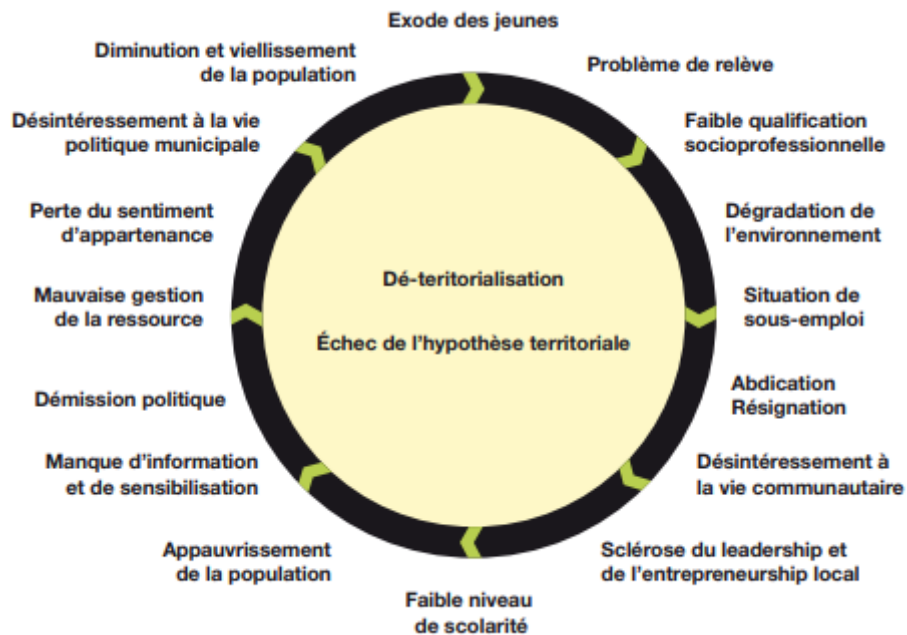 Exode des jeunes
Problème de relève
Faible qualification
socioprofessionnelle
Dégradation de
l'environnement
Situation de
sous-emploi
Abdication
Résignation
Désintéressement à
la vie communautaire
Sclérose du leadership et
de l'entrepreneurship local
Faible niveau
de scolarité
Appauvrissement
de la population
Manque d'information
et de sensibilisation
Démission politique
Mauvaise gestion
de la ressource
Perte du sentiment
d'appartenance
Désintéressement à la vie
politique municipale
Diminution et viellissement
de la population
Dé-teritorialisation
Échec de l'hypothèse territoriale